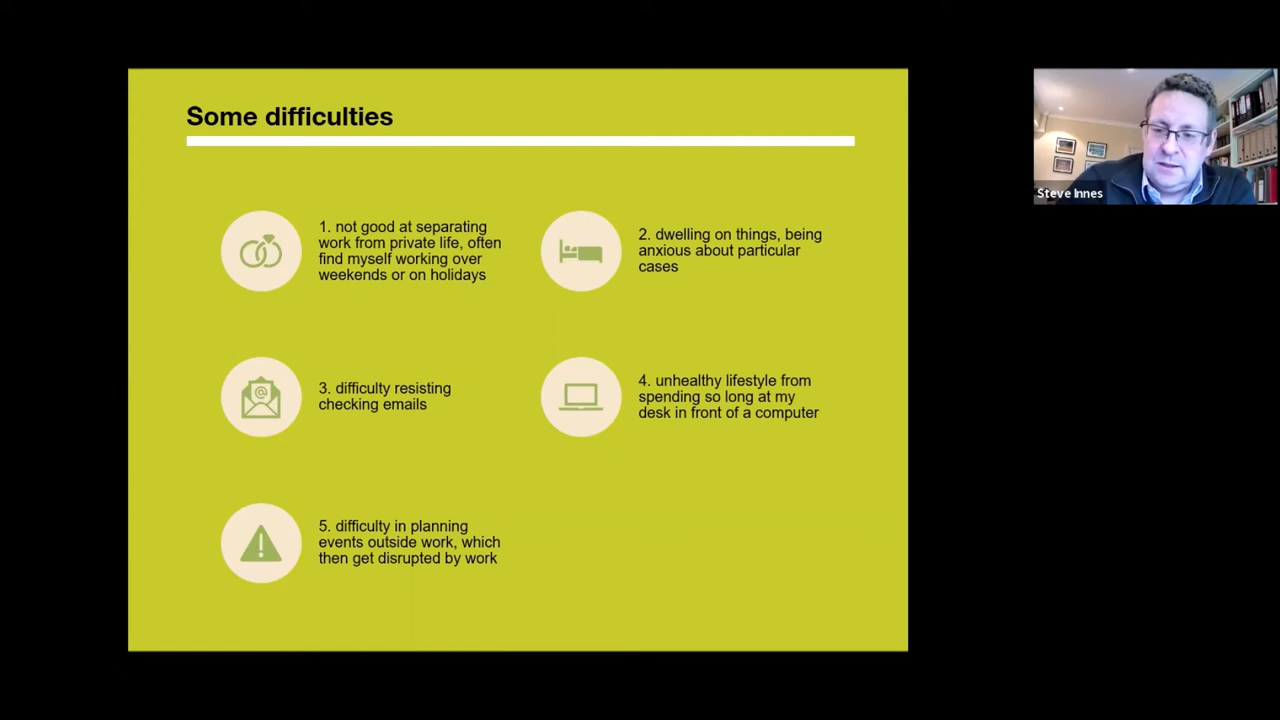 Some difficulties
1. not good at separating
work from private life, often
find myself working over
weekends or on holidays
2. dwelling on things, being
anxious about particular
cases
3. difficulty resisting
checking emails
4. unhealthy lifestyle from
spending so long at my
desk in front of a computer
5. difficulty in planning
events outside work, which
then get disrupted by work
Steve Innes